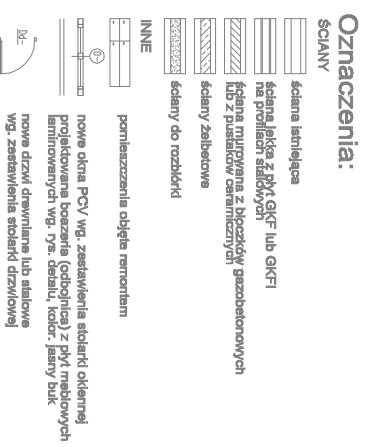 Oznaczenia:
ŚCIANY
ściana istniejąca
ściana lekka z płyt GKF lub GKFI
na profilach stalowych
ściana murowana z bloczków gazobetonowych
lub z pustaków ceramicznych
ściany żelbetowe
ściany do rozbiórki
INNE
pomieszczenia objęte remontem
O-
nowe okna PCV wg. zestawienia stolarki okiennej
projektowana boazeria (odbojnica) z płyt meblowych
laminowanych wg. rys. detalu, kolor. jasny buk
Dd-
nowe drzwi drewniane lub stalowe
wg. zestawienia stolarki drzwiowej